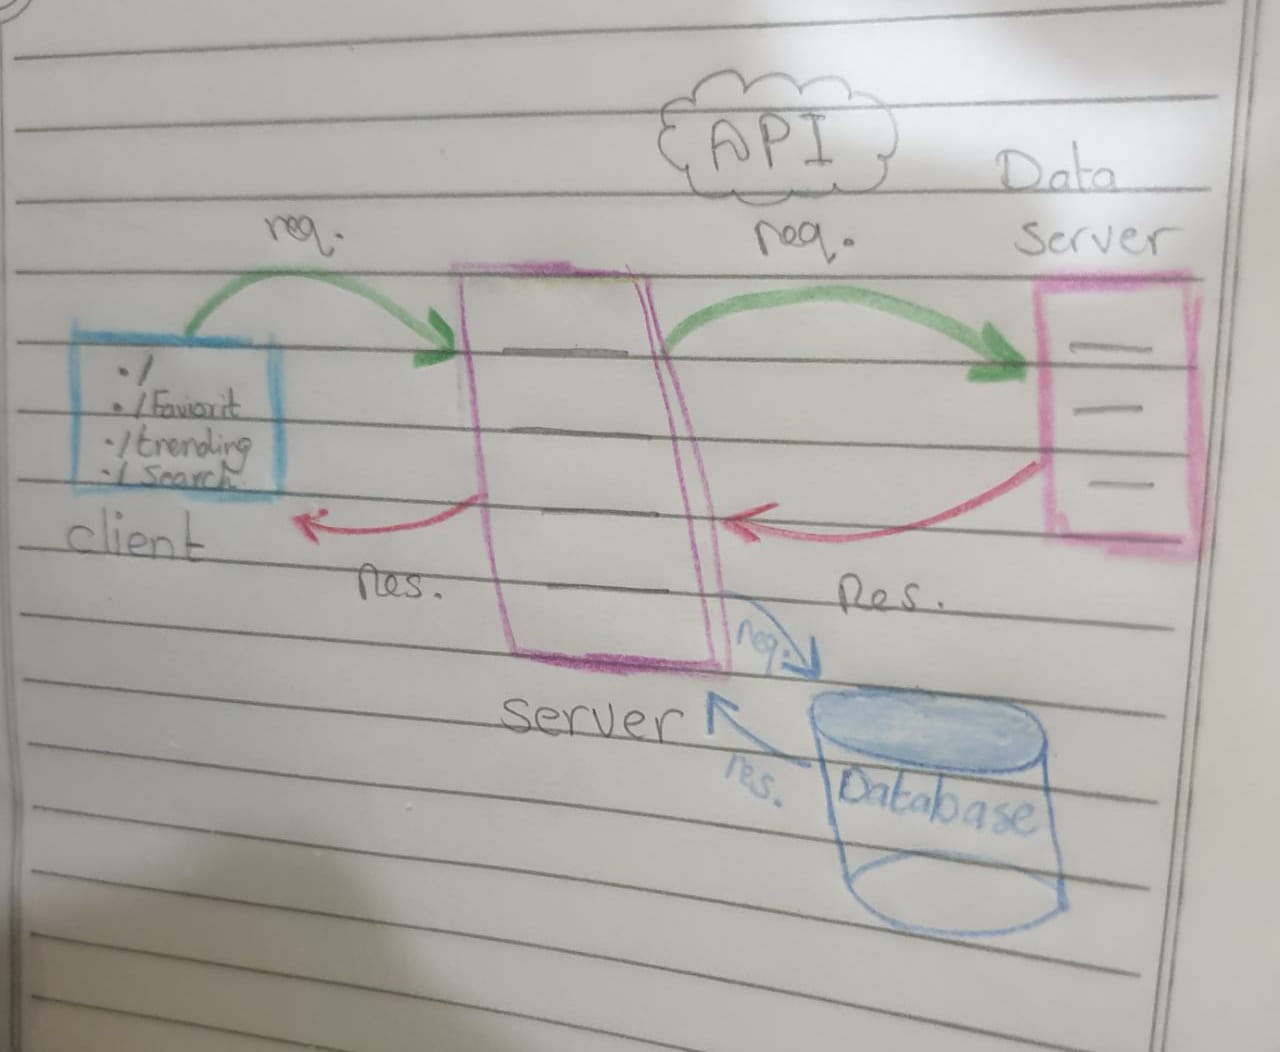 API
Data
Server
req.
req.
./
./Faviorit
./trending
./Search
client
Res.
Res.
req.
server
res.
Database